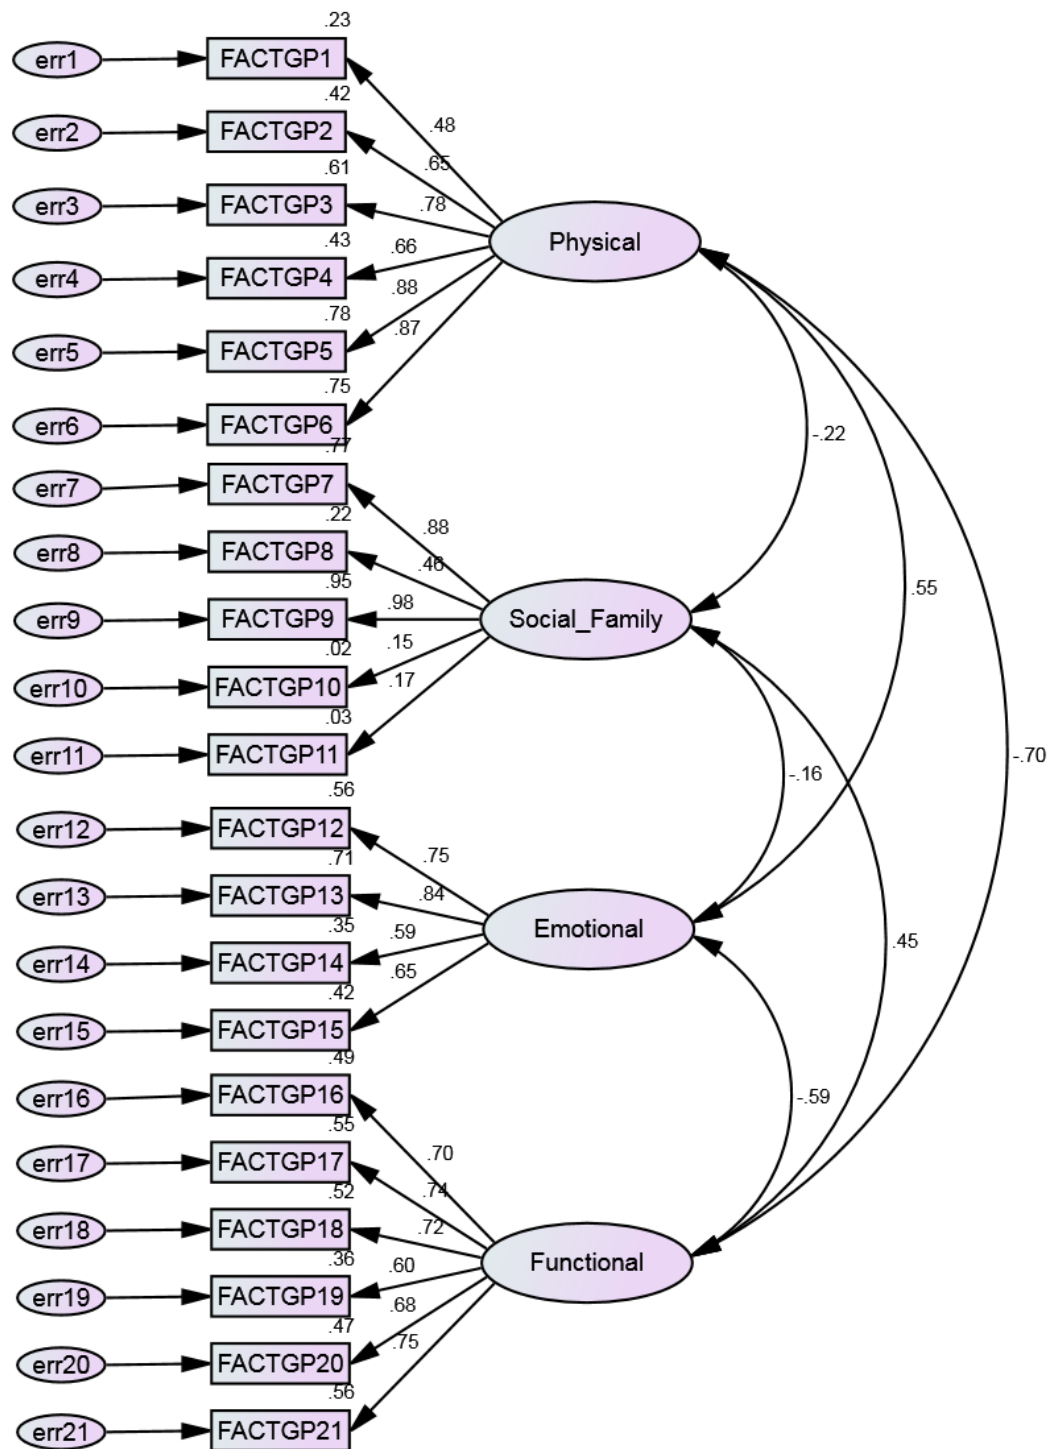 .23
err1 FACTGP1
.42 .48
err2 FACTGP2
.61 .65
err3 FACTGP3 .78
.43 .66 Physical
err4 FACTGP4
.78 .88
err5 FACTGP5 .87
.75
err6 FACTGP6 -.22
.77
err7 FACTGP7
.22 .88
err8 FACTGP8 .46
.95 .98 .55
err9 FACTGP9 Social_Family
.02 .15
err10 FACTGP10 .17
.03
err11 FACTGP11 -.70
.56 -.16
err12 FACTGP12
.71 .75
err13 FACTGP13 .84
.35 .59 Emotional .45
err14 FACTGP14 .65
.42
err15 FACTGP15
.49
err16 FACTGP16 -.59
.55 .70
err17 FACTGP17
.52 .74
err18 FACTGP18 .72
.36 .60 Functional
err19 FACTGP19 .68
.47 .75
err20 FACTGP20
.56
err21 FACTGP21